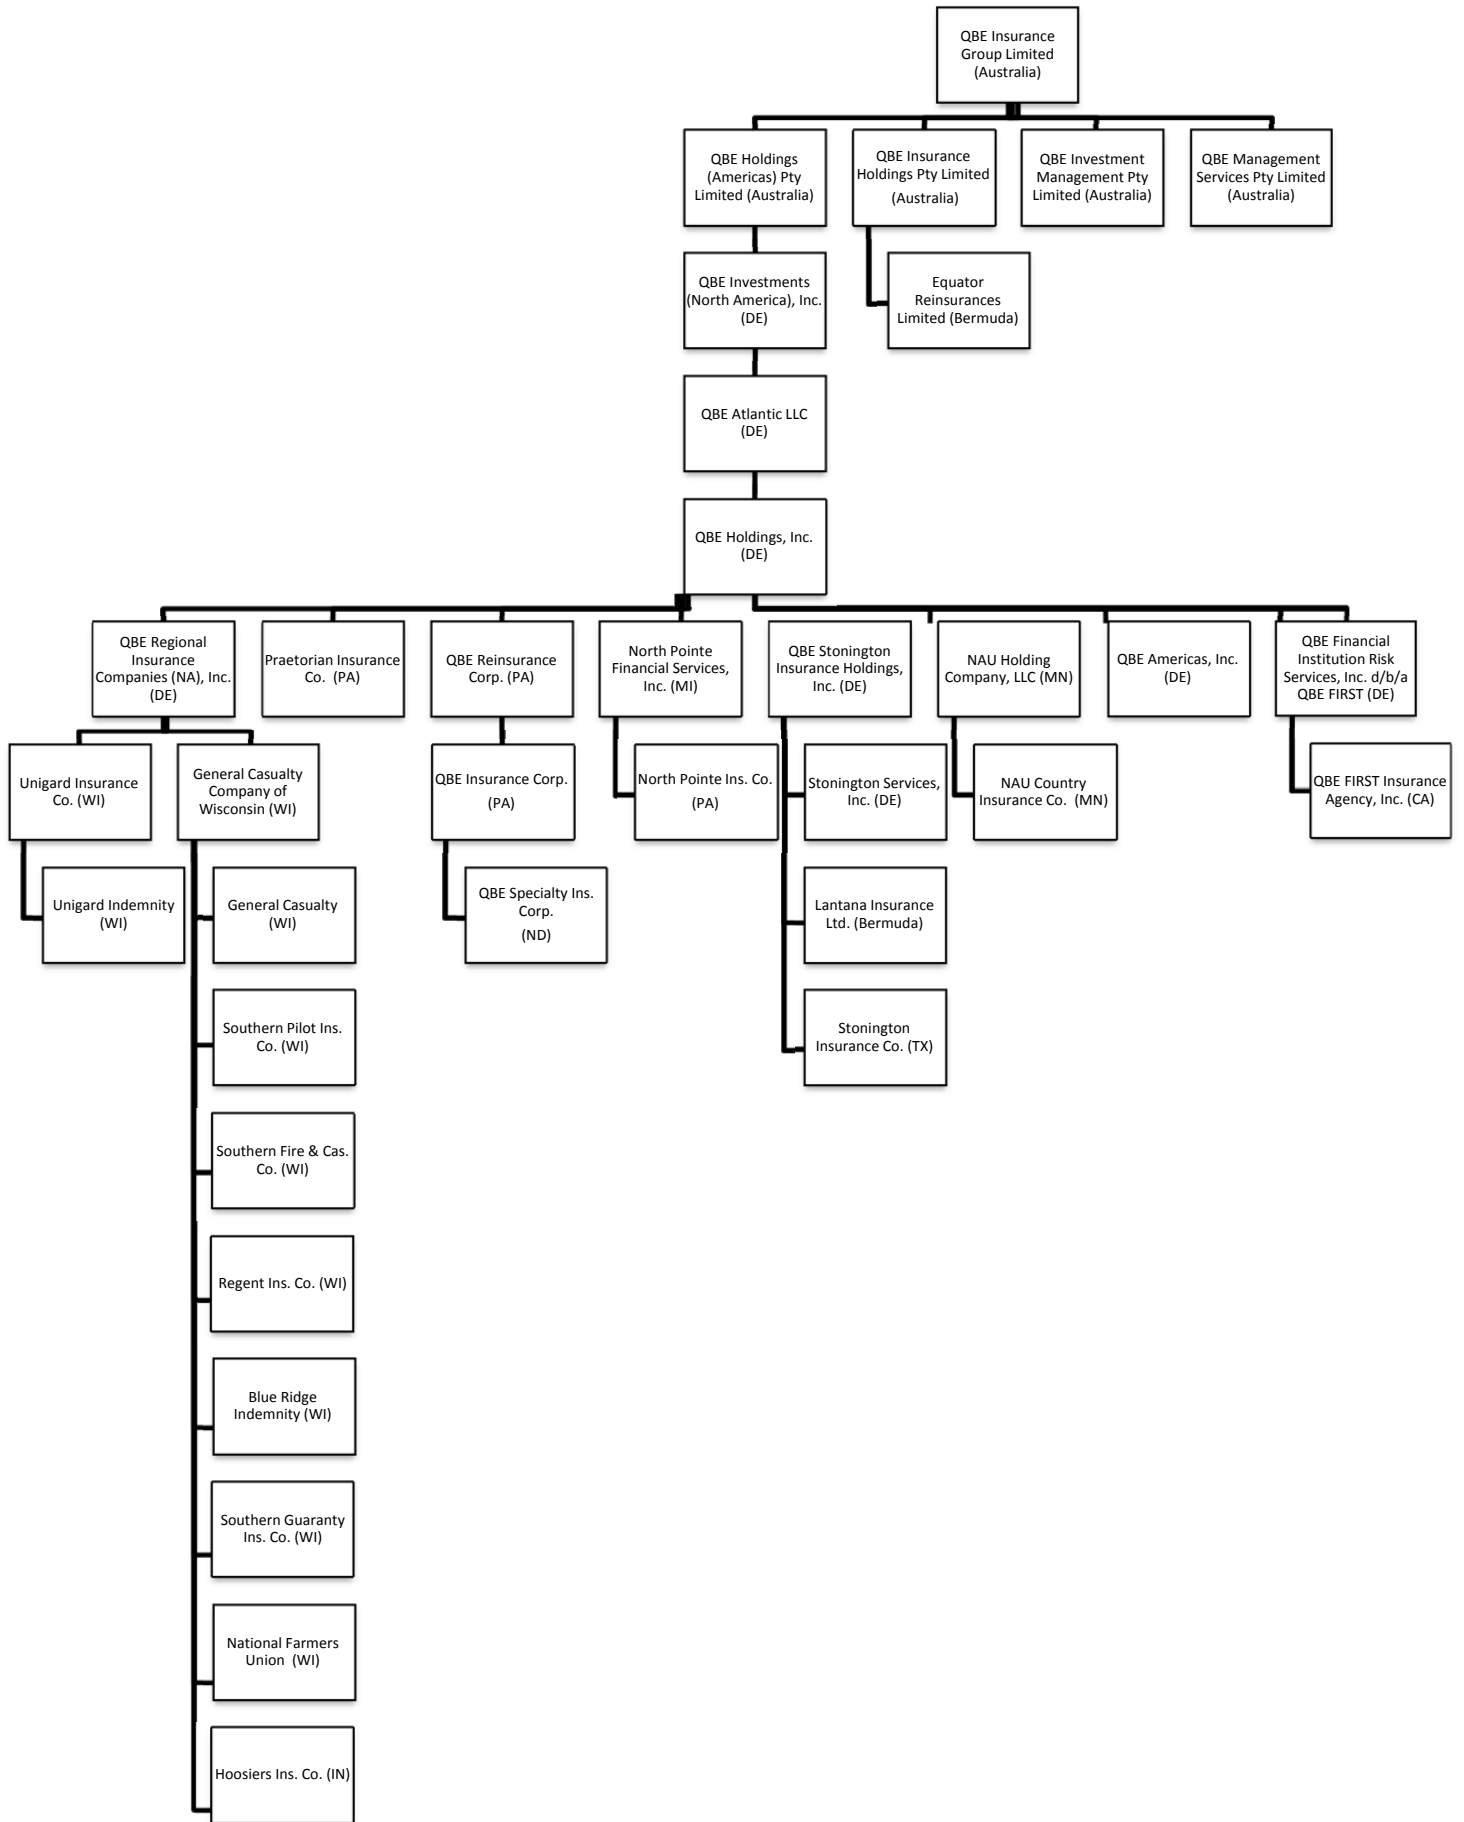 QBE Insurance
Group Limited
(Australia)
QBE Holdings
(Americas) Pty
Limited (Australia)
QBE Insurance
Holdings Pty Limited
(Australia)
QBE Investment
Management Pty
Limited (Australia)
QBE Management
Services Pty Limited
(Australia)
QBE Investments
(North America), Inc.
(DE)
Equator
Reinsurances
Limited (Bermuda)
QBE Atlantic LLC
(DE)
QBE Holdings, Inc.
(DE)
QBE Regional
Insurance
Companies (NA), Inc.
(DE)
Praetorian Insurance
Co. (PA)
QBE Reinsurance
Corp. (PA)
North Pointe
Financial Services,
Inc. (MI)
QBE Stonington
Insurance Holdings,
Inc. (DE)
NAU Holding
Company, LLC (MN)
QBE Americas, Inc.
(DE)
QBE Financial
Institution Risk
Services, Inc. d/b/a
QBE FIRST (DE)
Unigard Insurance
Co. (WI)
General Casualty
Company of
Wisconsin (WI)
QBE Insurance Corp.
(PA)
North Pointe Ins. Co.
(PA)
Stonington Services,
Inc. (DE)
NAU Country
Insurance Co. (MN)
QBE FIRST Insurance
Agency, Inc. (CA)
Unigard Indemnity
(WI)
General Casualty
(WI)
QBE Specialty Ins.
Corp.
(ND)
Lantana Insurance
Ltd. (Bermuda)
Southern Pilot Ins.
Co. (WI)
Stonington
Insurance Co. (TX)
Southern Fire & Cas.
Co. (WI)
Regent Ins. Co. (WI)
Blue Ridge
Indemnity (WI)
Southern Guaranty
Ins. Co. (WI)
National Farmers
Union (WI)
Hoosiers Ins. Co. (IN)